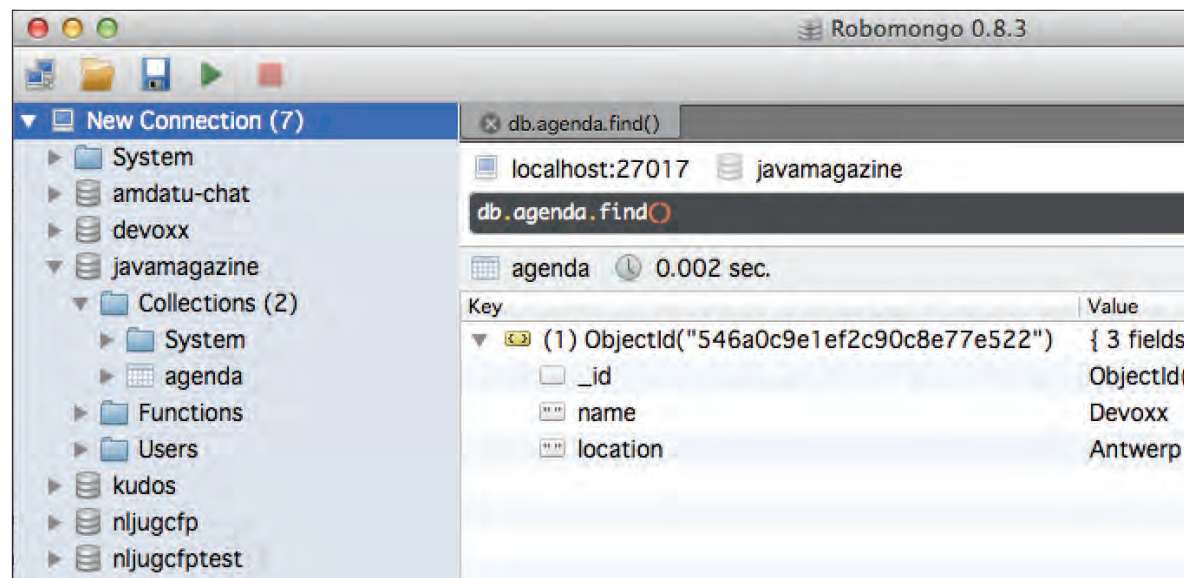 Robomongo 0.8.3
New Connection (7)
System
amdatu-chat
devoxx
javamagazine
Collections (2)
System
agenda
Functions
Users
kudos
nljugcfp
nljugcfptest
db.agenda.find()
localhost:27017 javamagazine
db.agenda.find()
agenda 0.002 sec.
Key Value
(1) ObjectId("546a0c9e1ef2c90c8e77e522") { 3 fields
_id ObjectId(
name Devoxx
location Antwerp